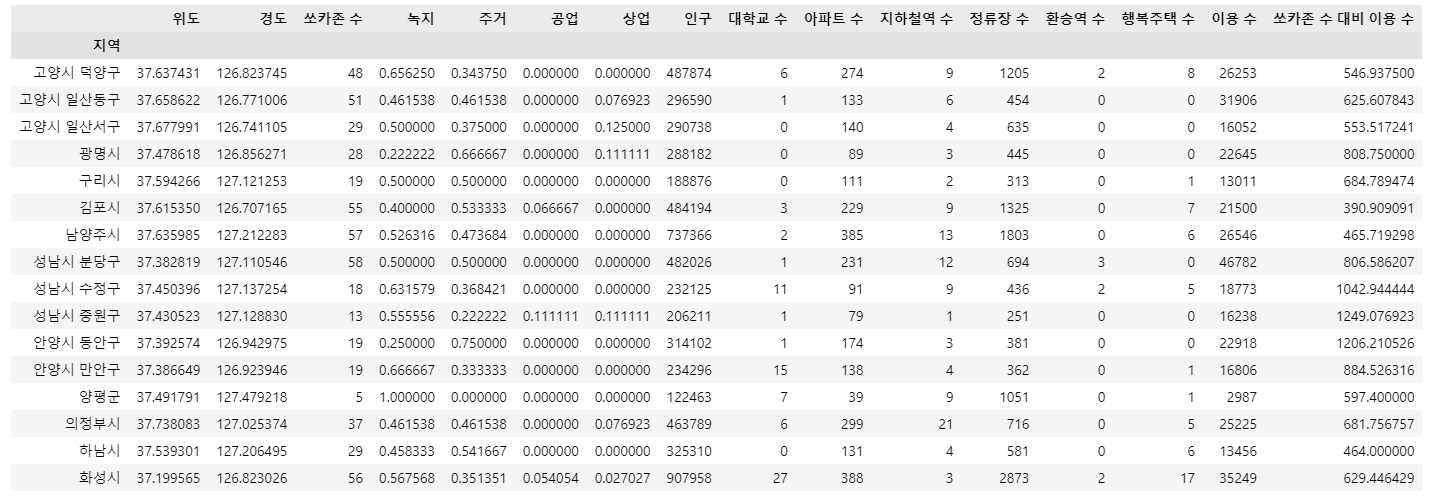 위도 경도 쏘카존 수 녹지 주거 공업 상업 인구 대학교 수 아파트 수 지하철역 수 정류장 수 환승역 수 행복주택 수 이용 수 쏘카존 수 대비 이용 수
지역
고양시 덕양구 37.637431 126.823745 48 0.656250 0.343750 0.000000 0.000000 487874 6 274 9 1205 2 8 26253 546.937500
고양시 일산동구 37.658622 126.771006 51 0.461538 0.461538 0.000000 0.076923 296590 1 133 6 454 0 0 31906 625.607843
고양시 일산서구 37.677991 126.741105 29 0.500000 0.375000 0.000000 0.125000 290738 0 140 4 635 0 0 16052 553.517241
광명시 37.478618 126.856271 28 0.222222 0.666667 0.000000 0.111111 288182 0 89 3 445 0 0 22645 808.750000
구리시 37.594266 127.121253 19 0.500000 0.500000 0.000000 0.000000 188876 0 111 2 313 0 1 13011 684.789474
김포시 37.615350 126.707165 55 0.400000 0.533333 0.066667 0.000000 484194 3 229 9 1325 0 7 21500 390.909091
남양주시 37.635985 127.212283 57 0.526316 0.473684 0.000000 0.000000 737366 2 385 13 1803 0 6 26546 465.719298
성남시 분당구 37.382819 127.110546 58 0.500000 0.500000 0.000000 0.000000 482026 1 231 12 694 3 0 46782 806.586207
성남시 수정구 37.450396 127.137254 18 0.631579 0.368421 0.000000 0.000000 232125 11 91 9 436 2 5 18773 1042.944444
성남시 중원구 37.430523 127.128830 13 0.555556 0.222222 0.111111 0.111111 206211 1 79 1 251 0 0 16238 1249.076923
안양시 동안구 37.392574 126.942975 19 0.250000 0.750000 0.000000 0.000000 314102 1 174 3 381 0 0 22918 1206.210526
안양시 만안구 37.386649 126.923946 19 0.666667 0.333333 0.000000 0.000000 234296 15 138 4 362 0 1 16806 884.526316
양평군 37.491791 127.479218 5 1.000000 0.000000 0.000000 0.000000 122463 7 39 9 1051 0 1 2987 597.400000
의정부시 37.738083 127.025374 37 0.461538 0.461538 0.000000 0.076923 463789 6 299 21 716 0 5 25225 681.756757
하남시 37.539301 127.206495 29 0.458333 0.541667 0.000000 0.000000 325310 0 131 4 581 0 6 13456 464.000000
화성시 37.199565 126.823026 56 0.567568 0.351351 0.054054 0.027027 907958 27 388 3 2873 2 17 35249 629.446429